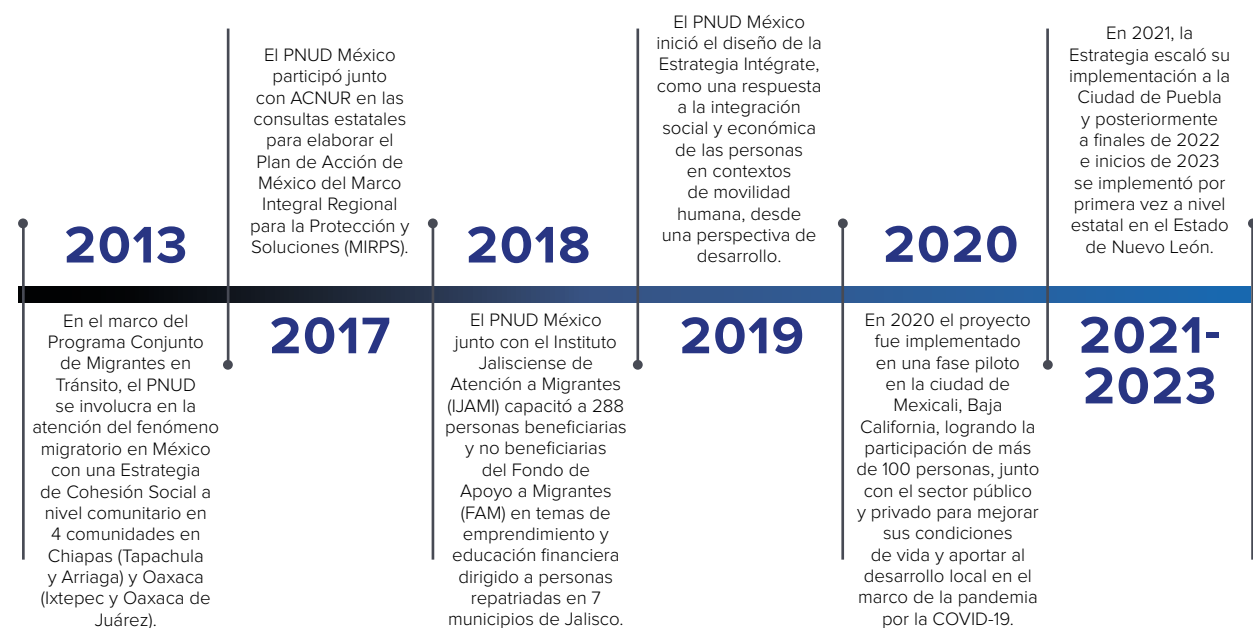 2013
En el marco del
Programa Conjunto
de Migrantes en
Tránsito, el PNUD
se involucra en la
atención del fenómeno
migratorio en México
con una Estrategia
de Cohesión Social a
nivel comunitario en
4 comunidades en
Chiapas (Tapachula
y Arriaga) y Oaxaca
(Ixtepec y Oaxaca de
Juárez).
El PNUD México
participó junto
con ACNUR en las
consultas estatales
para elaborar el
Plan de Acción de
México del Marco
Integral Regional
para la Protección y
Soluciones (MIRPS).
2017
2018
El PNUD México
junto con el Instituto
Jalisciense de
Atención a Migrantes
(IJAMI) capacitó a 288
personas beneficiarias
y no beneficiarias
del Fondo de
Apoyo a Migrantes
(FAM) en temas de
emprendimiento y
educación financiera
dirigido a personas
repatriadas en 7
municipios de Jalisco.
El PNUD México
inició el diseño de la
Estrategia Intégrate,
como una respuesta
a la integración
social y económica
de las personas
en contextos
de movilidad
humana, desde
una perspectiva de
desarrollo.
2019
2020
En 2020 el proyecto
fue implementado
en una fase piloto
en la ciudad de
Mexicali, Baja
California, logrando la
participación de más
de 100 personas, junto
con el sector público
y privado para mejorar
sus condiciones
de vida y aportar al
desarrollo local en el
marco de la pandemia
por la COVID-19.
En 2021, la
Estrategia escaló su
implementación a la
Ciudad de Puebla
y posteriormente
a finales de 2022
e inicios de 2023
se implementó por
primera vez a nivel
estatal en el Estado
de Nuevo León.
2021-
2023